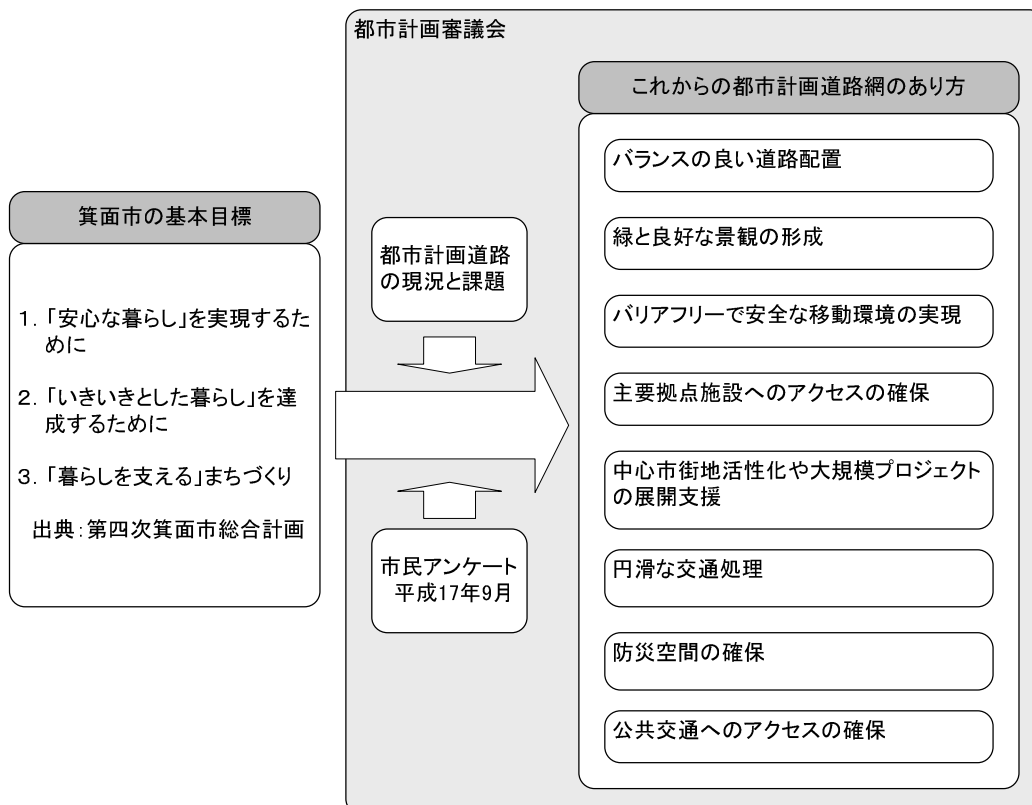 都市計画審議会
これからの都市計画道路網のあり方
バランスの良い道路配置
緑と良好な景観の形成
バリアフリーで安全な移動環境の実現
主要拠点施設へのアクセスの確保
中心市街地活性化や大規模プロジェクト
の展開支援
円滑な交通処理
防災空間の確保
公共交通へのアクセスの確保
箕面市の基本目標
1. 「安心な暮らし」を実現するた
めに
2. 「いきいきとした暮らし」を達
成するために
3. 「暮らしを支える」まちづくり
出典:第四次箕面市総合計画
都市計画道路
の現況と課題
市民アンケート
平成17年9月